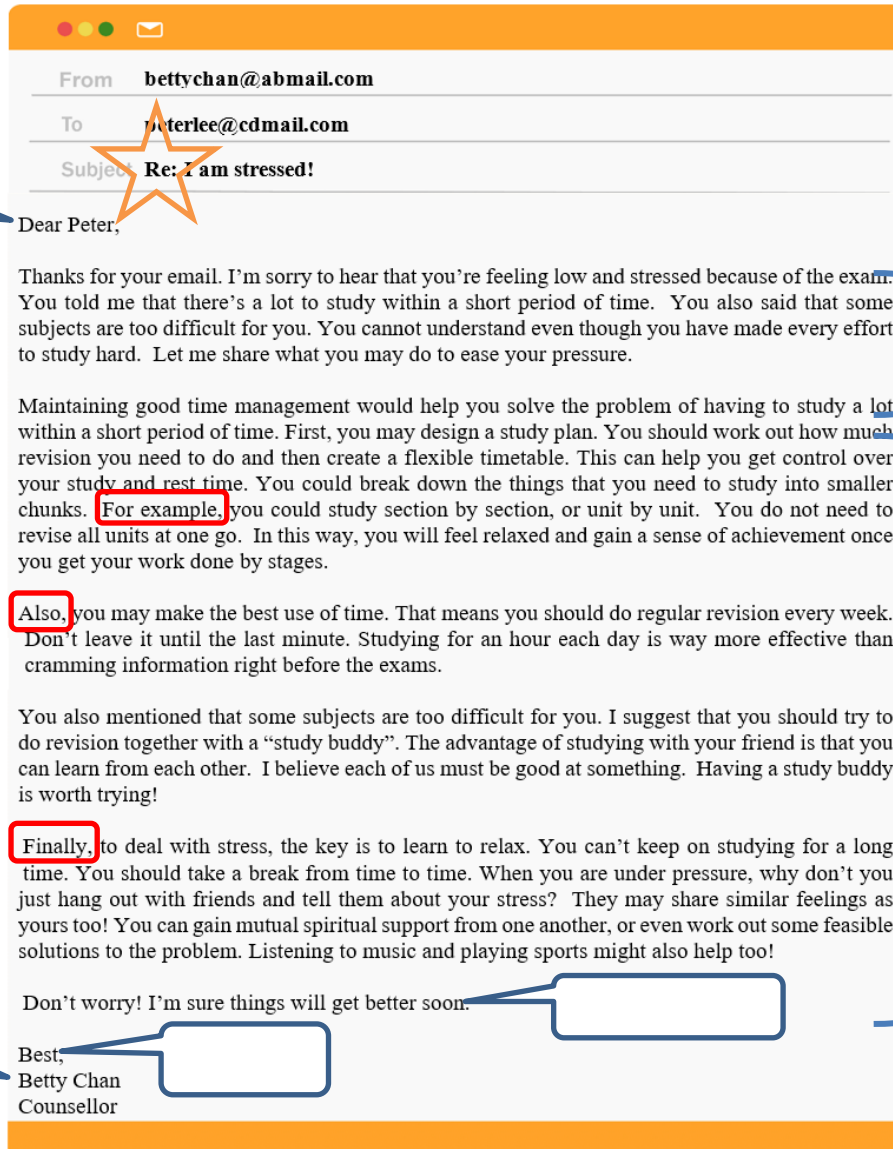 From bettychan@abmail.com
To peterlee@cdmail.com
Subject Re: I am stressed!
Dear Peter,
Thanks for your email. I’m sorry to hear that you’re feeling low and stressed because of the exam.
You told me that there’s a lot to study within a short period of time. You also said that some
subjects are too difficult for you. You cannot understand even though you have made every effort
to study hard. Let me share what you may do to ease your pressure.
Maintaining good time management would help you solve the problem of having to study a lot
within a short period of time. First, you may design a study plan. You should work out how much
revision you need to do and then create a flexible timetable. This can help you get control over
your study and rest time. You could break down the things that you need to study into smaller
chunks. For example, you could study section by section, or unit by unit. You do not need to
revise all units at one go. In this way, you will feel relaxed and gain a sense of achievement once
you get your work done by stages.
Also, you may make the best use of time. That means you should do regular revision every week.
Don’t leave it until the last minute. Studying for an hour each day is way more effective than
cramming information right before the exams.
You also mentioned that some subjects are too difficult for you. I suggest that you should try to
do revision together with a “study buddy”. The advantage of studying with your friend is that you
can learn from each other. I believe each of us must be good at something. Having a study buddy
is worth trying!
Finally, to deal with stress, the key is to learn to relax. You can’t keep on studying for a long
time. You should take a break from time to time. When you are under pressure, why don’t you
just hang out with friends and tell them about your stress? They may share similar feelings as
yours too! You can gain mutual spiritual support from one another, or even work out some feasible
solutions to the problem. Listening to music and playing sports might also help too!
Don’t worry! I’m sure things will get better soon.
Best,
Betty Chan
Counsellor